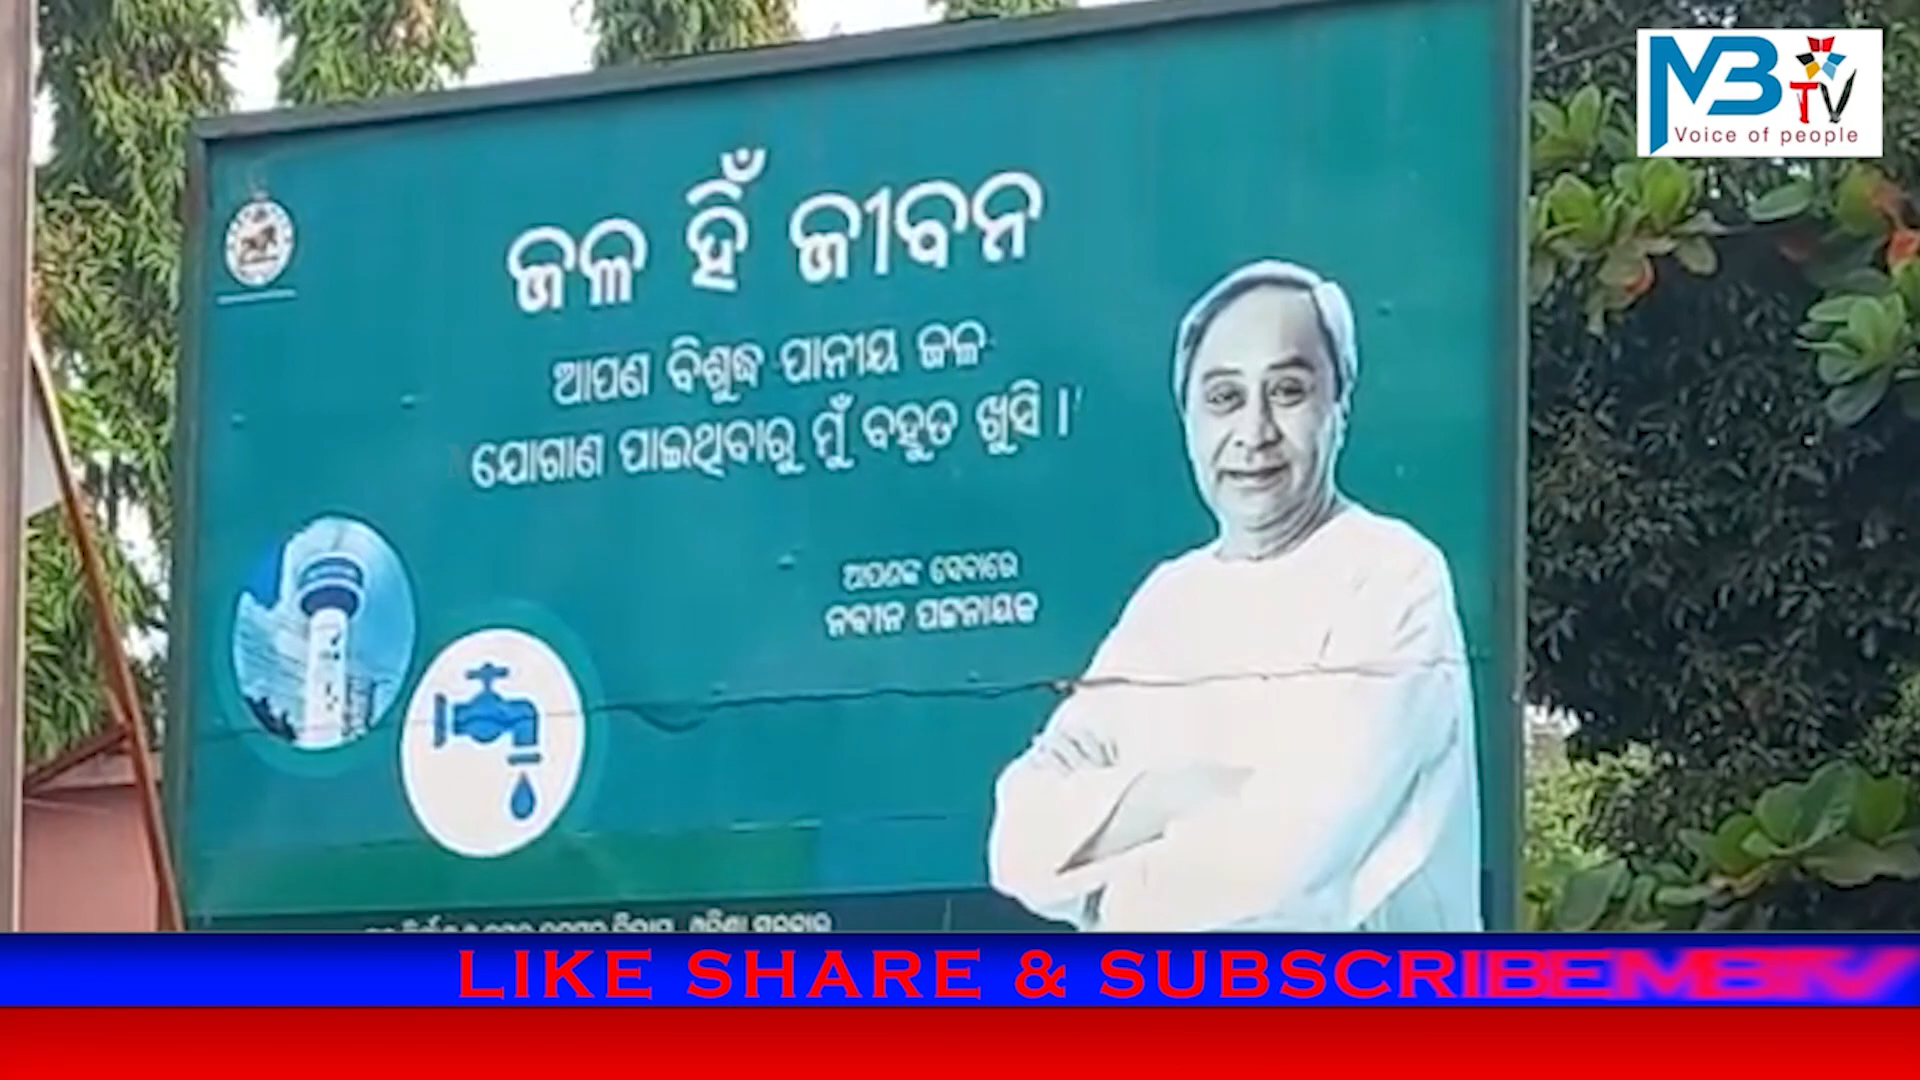 MB
TV
Voice of people
ଜଳ ହିଁ ଜୀବନ
ଆପଣ ବିଶୁଦ୍ଧ ପାନୀୟ ଜଳ
ଯୋଗାଣ ପାଇଥିବାରୁ ମୁଁ ବହୁତ ଖୁସି ।
ଆପଣଙ୍କ ସେବାରେ
ନବୀନ ପଟ୍ଟନାୟକ
LIKE SHARE & SUBSCRIBE MBTV